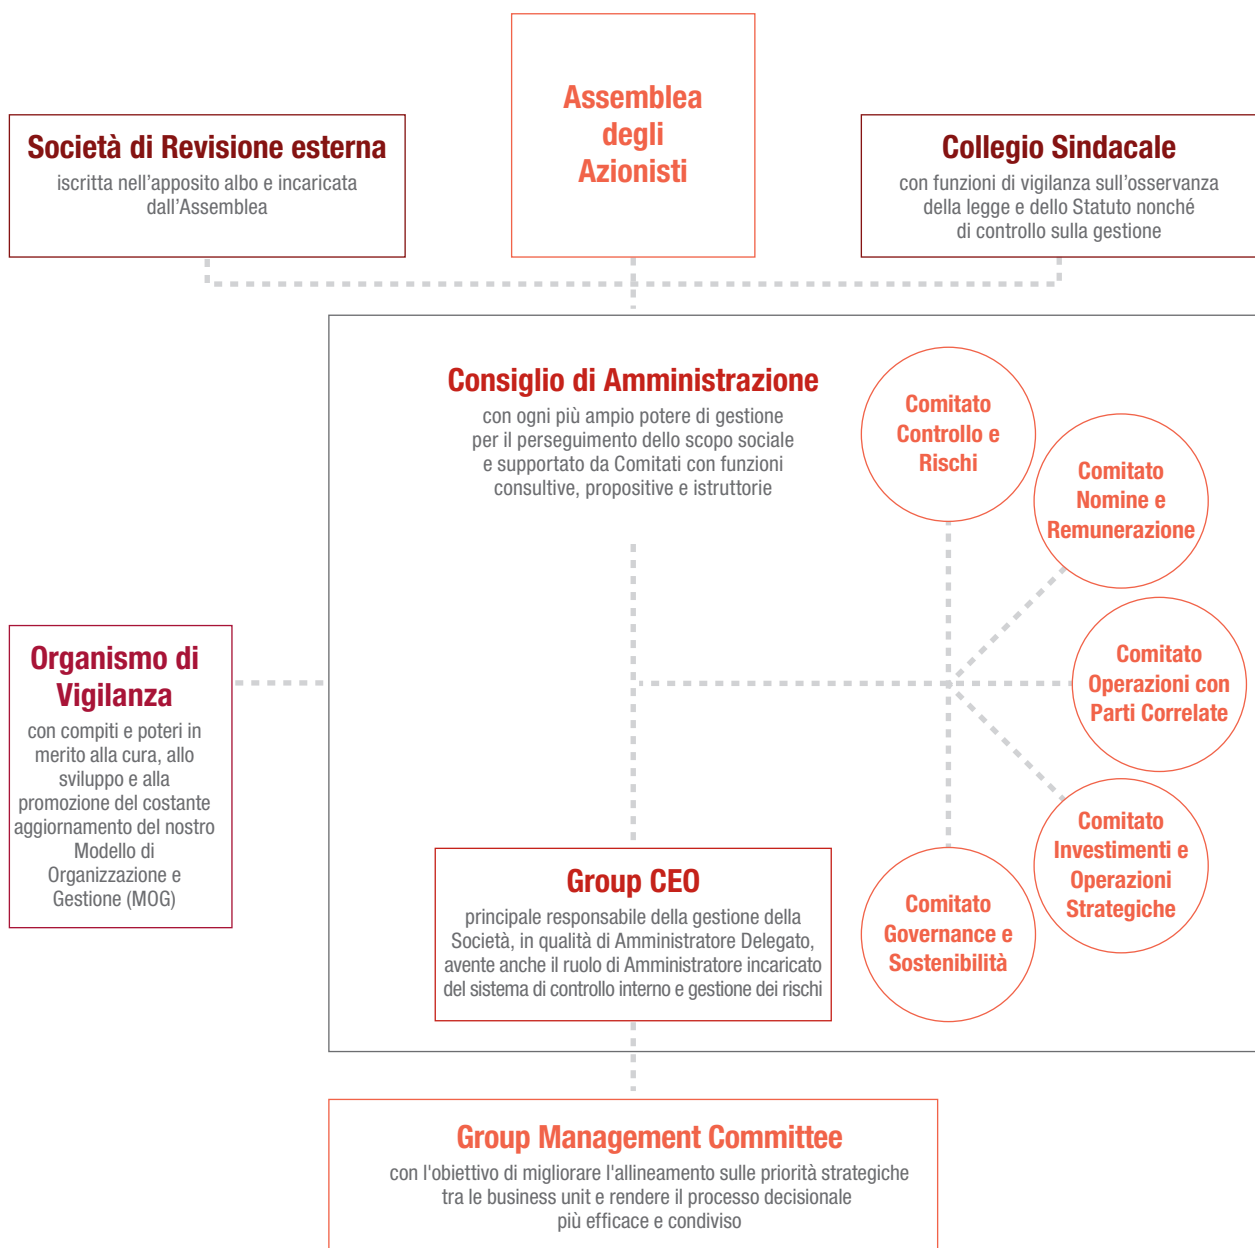 Assemblea
degli
Azionisti
Società di Revisione esterna
iscritta nell’apposito albo e incaricata
dall’Assemblea
Collegio Sindacale
con funzioni di vigilanza sull’osservanza
della legge e dello Statuto nonché
di controllo sulla gestione
Consiglio di Amministrazione
con ogni più ampio potere di gestione
per il perseguimento dello scopo sociale
e supportato da Comitati con funzioni
consultive, propositive e istruttorie
Comitato
Controllo e
Rischi
Comitato
Nomine e
Remunerazione
Comitato
Operazioni con
Parti Correlate
Comitato
Investimenti e
Operazioni
Strategiche
Comitato
Governance e
Sostenibilità
Organismo di
Vigilanza
con compiti e poteri in
merito alla cura, allo
sviluppo e alla
promozione del costante
aggiornamento del nostro
Modello di
Organizzazione e
Gestione (MOG)
Group CEO
principale responsabile della gestione della
Società, in qualità di Amministratore Delegato,
avente anche il ruolo di Amministratore incaricato
del sistema di controllo interno e gestione dei rischi
Group Management Committee
con l'obiettivo di migliorare l'allineamento sulle priorità strategiche
tra le business unit e rendere il processo decisionale
più efficace e condiviso